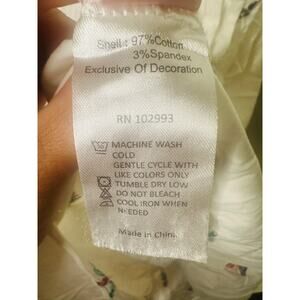 Shell : 97%Cotton
3%Spandex
Exclusive Of Decoration
RN 102993
MACHINE WASH
COLD
GENTLE CYCLE WITH
LIKE COLORS ONLY
TUMBLE DRY LOW
DO NOT BLEACH
COOL IRON WHEN
NEEDED
Made in China